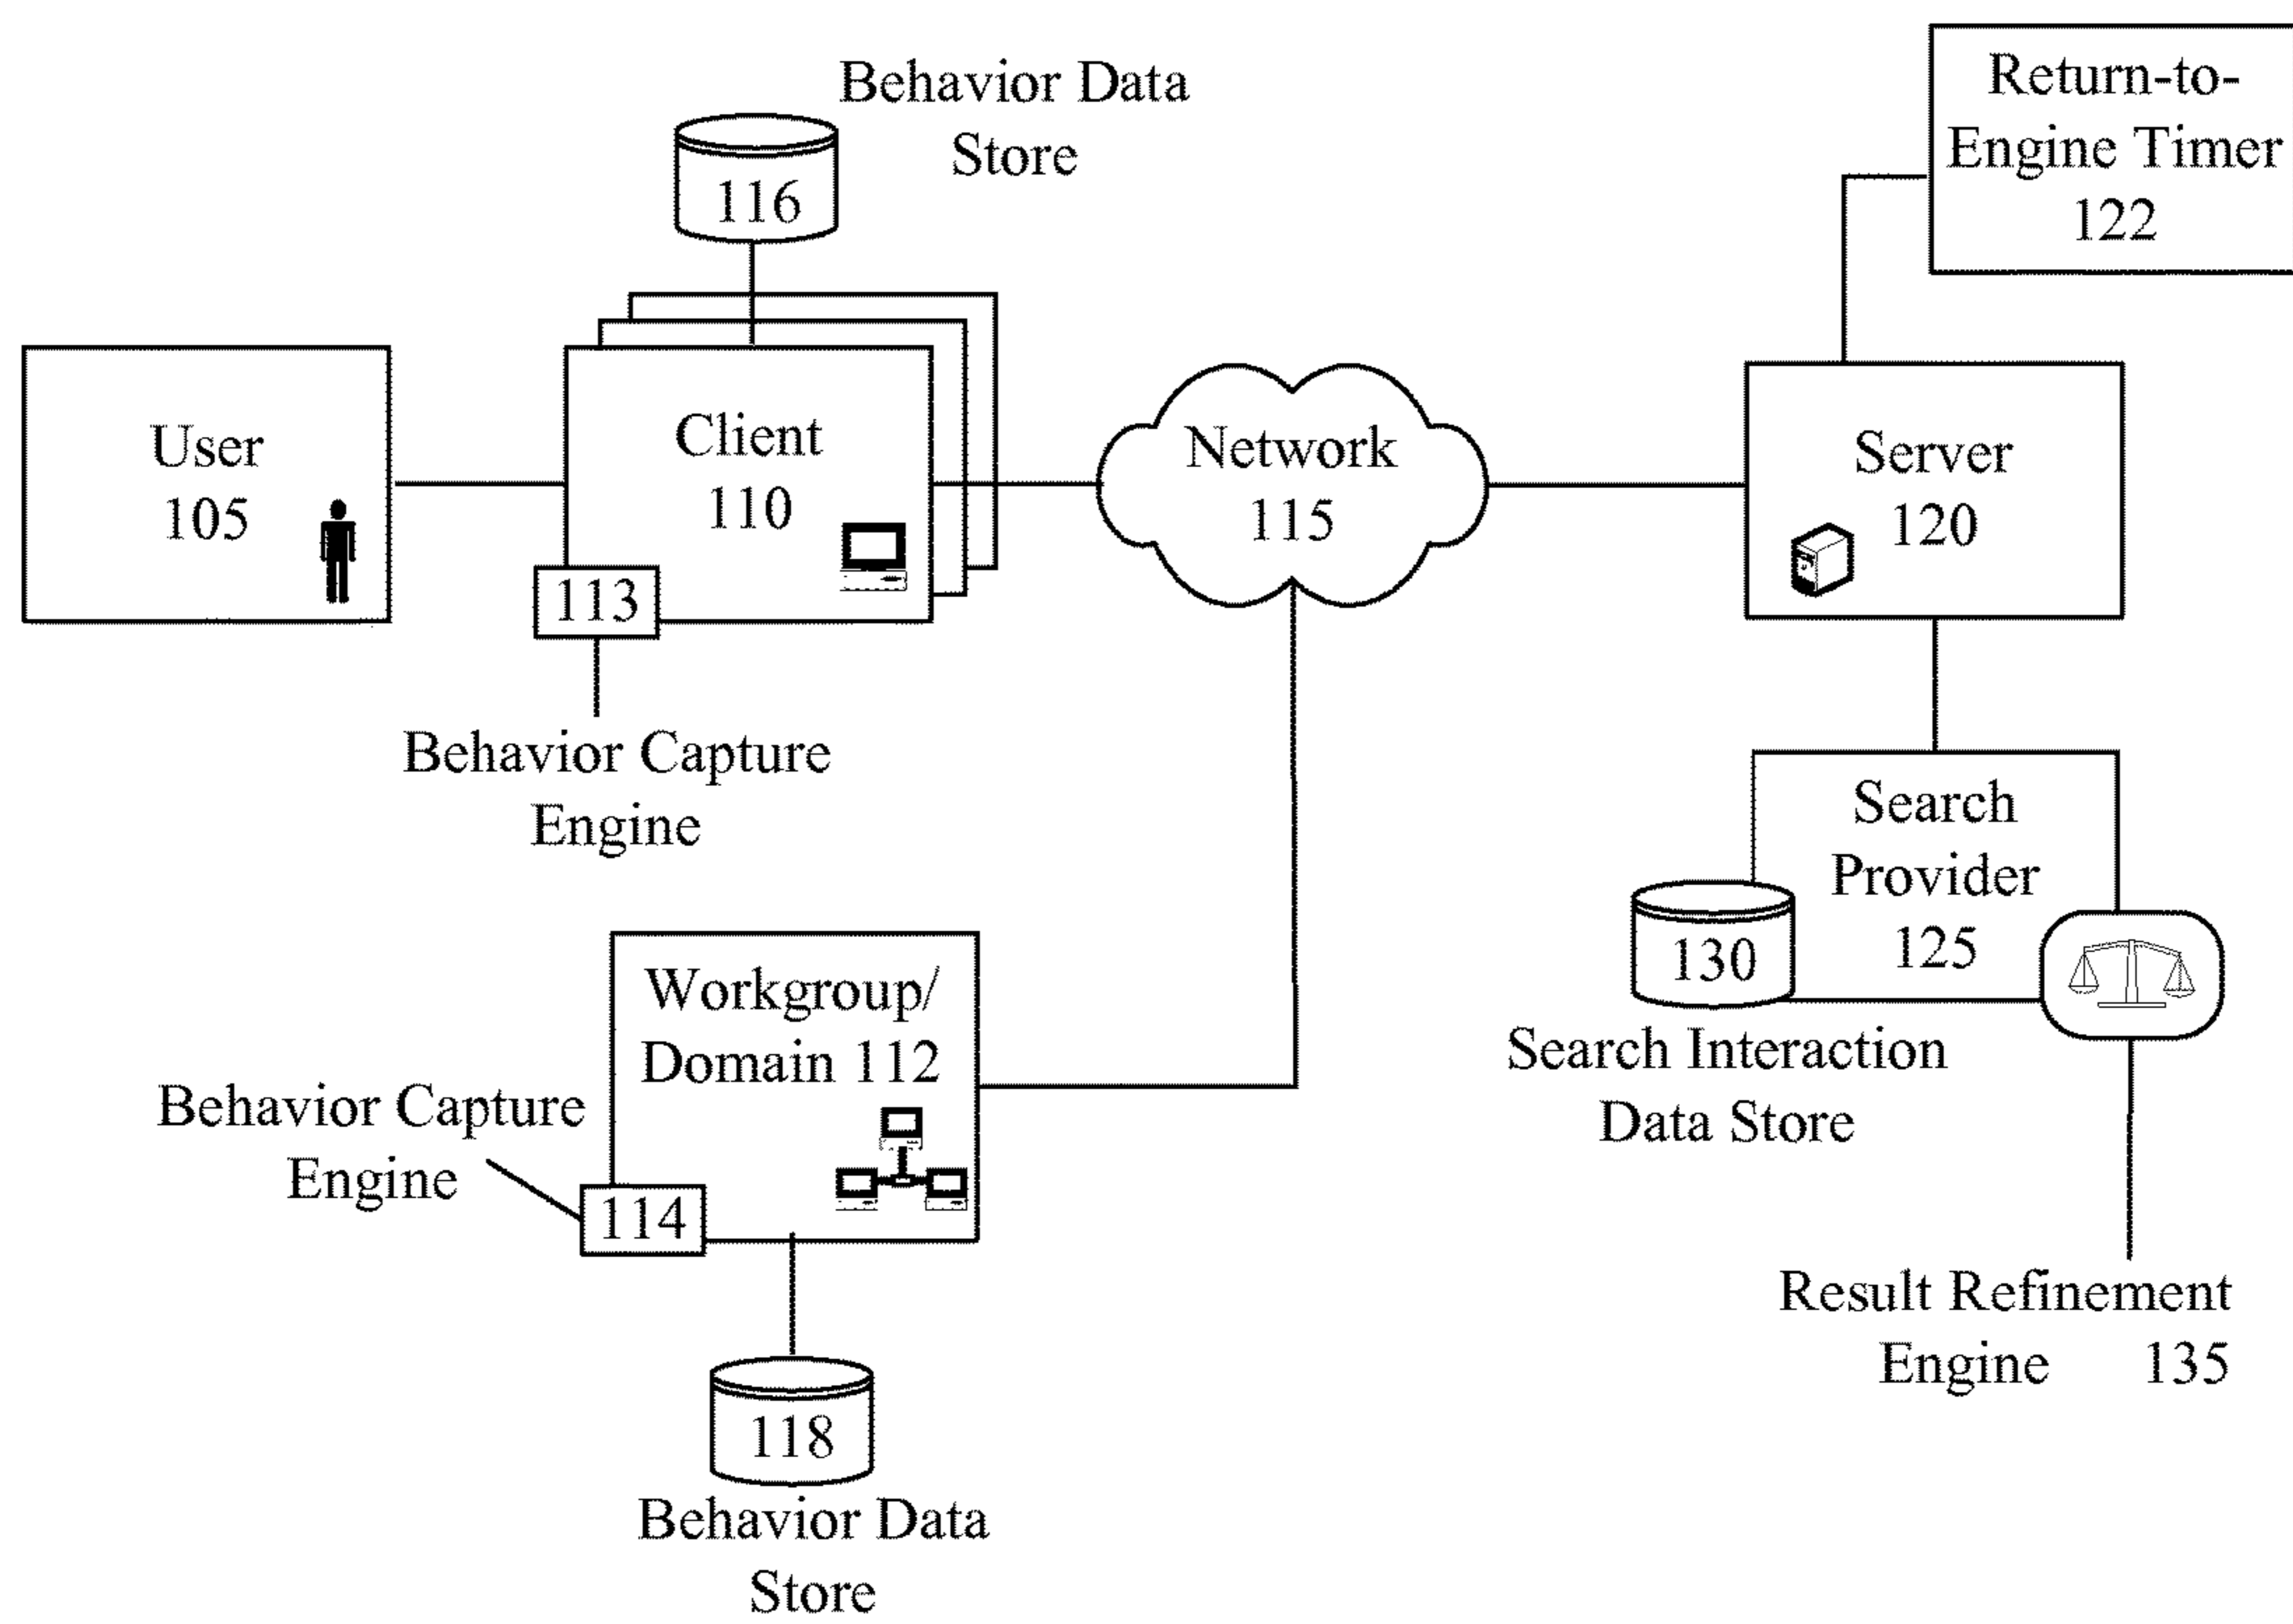 Behavior Data
Store
116
Return-to-
Engine Timer
122
User
105
Client
110
113
Behavior Capture
Engine
Network
115
Server
120
Search
Provider
125
130
Search Interaction
Data Store
Result Refinement
Engine 135
Workgroup/
Domain 112
Behavior Capture
Engine
114
118
Behavior Data
Store